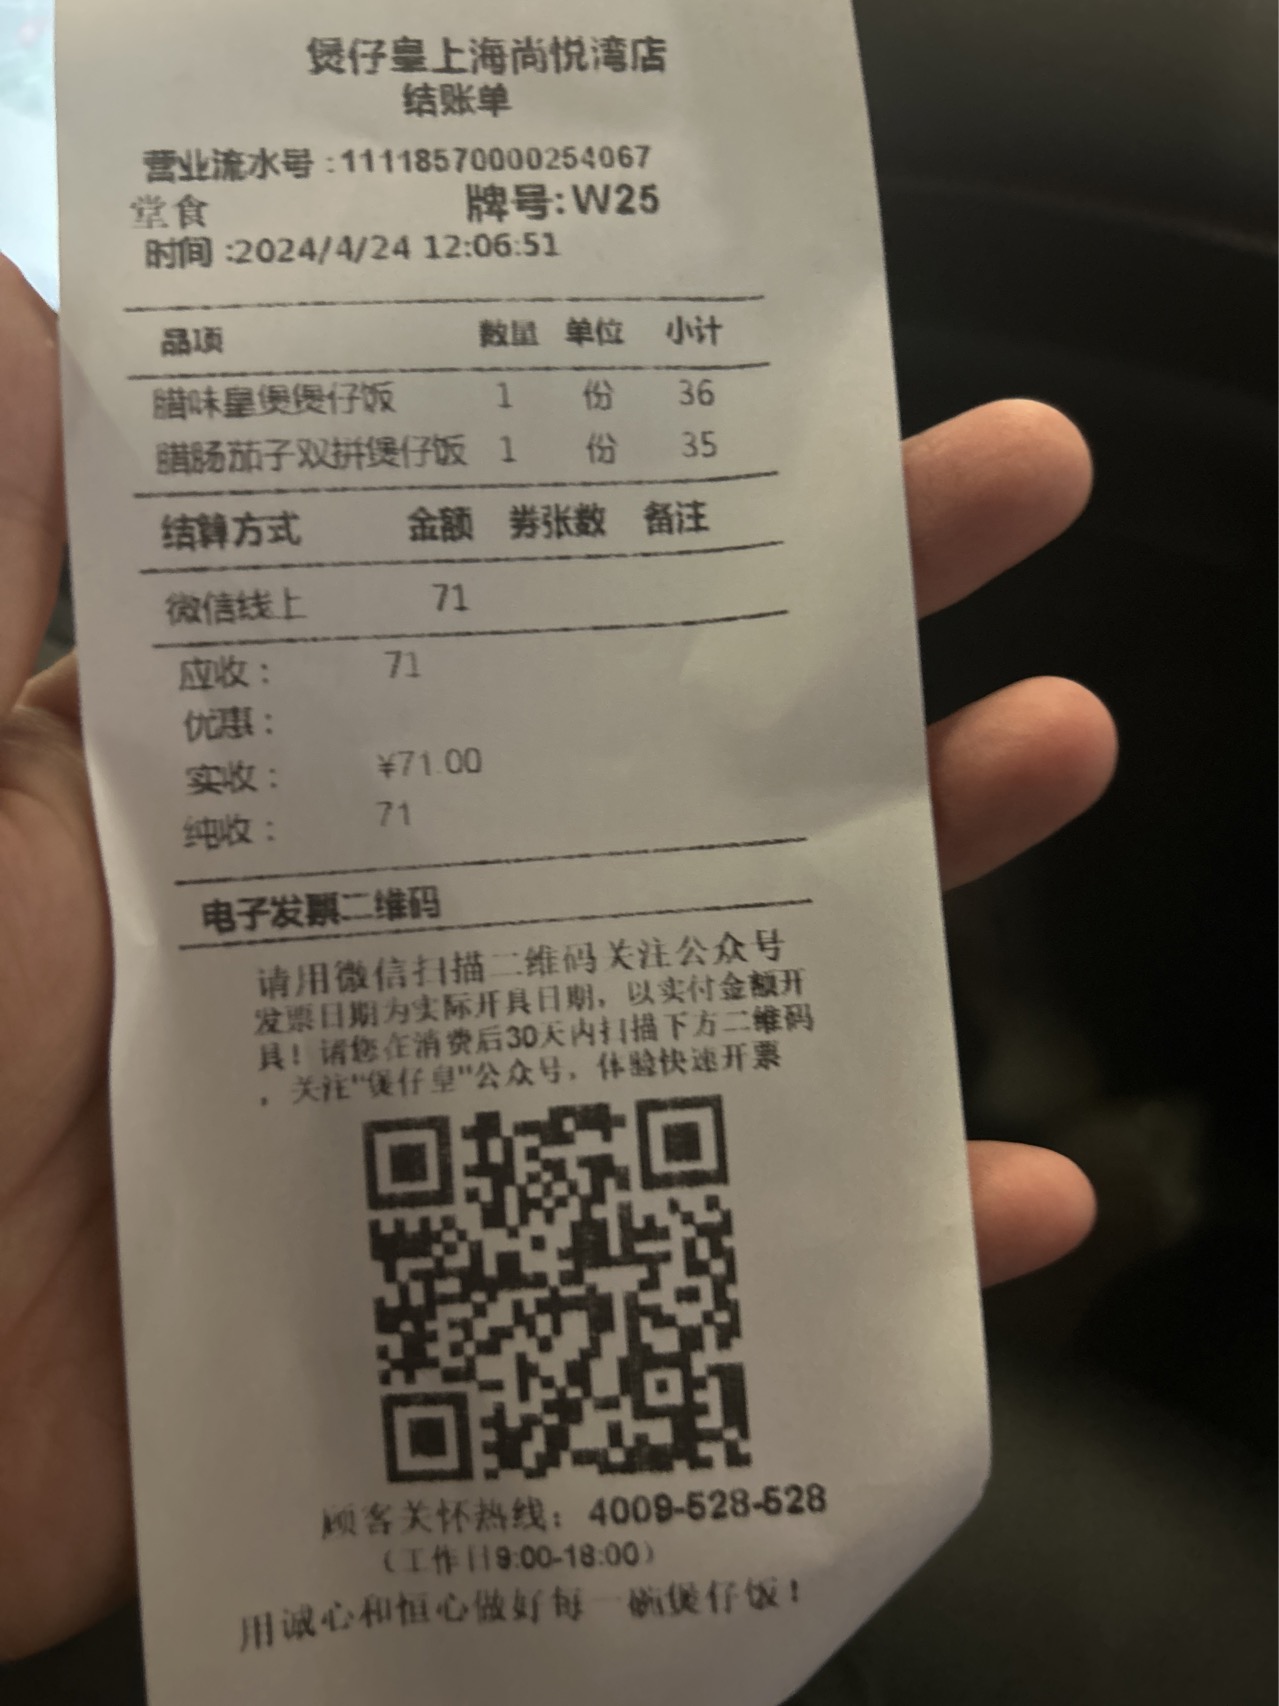 煲仔皇上海尚悦湾店
结账单
营业流水号:11118570000254067
堂食 牌号:W25
时间:2024/4/24 12:06:51
品项 数量 单位 小计
腊味皇煲煲仔饭 1 份 36
腊肠茄子双拼煲仔饭 1 份 35
结算方式 金额 券张数 备注
微信线上 71
应收: 71
优惠:
实收: ¥71.00
纯收: 71
电子发票二维码
请用微信扫描二维码关注公众号
发票日期为实际开具日期，以实付金额开
具！请您在消费后30天内扫描下方二维码
，关注"煲仔皇"公众号，体验快速开票
顾客关怀热线：4009-528-528
（工作日9:00-18:00）
用诚心和恒心做好每一碗煲仔饭！